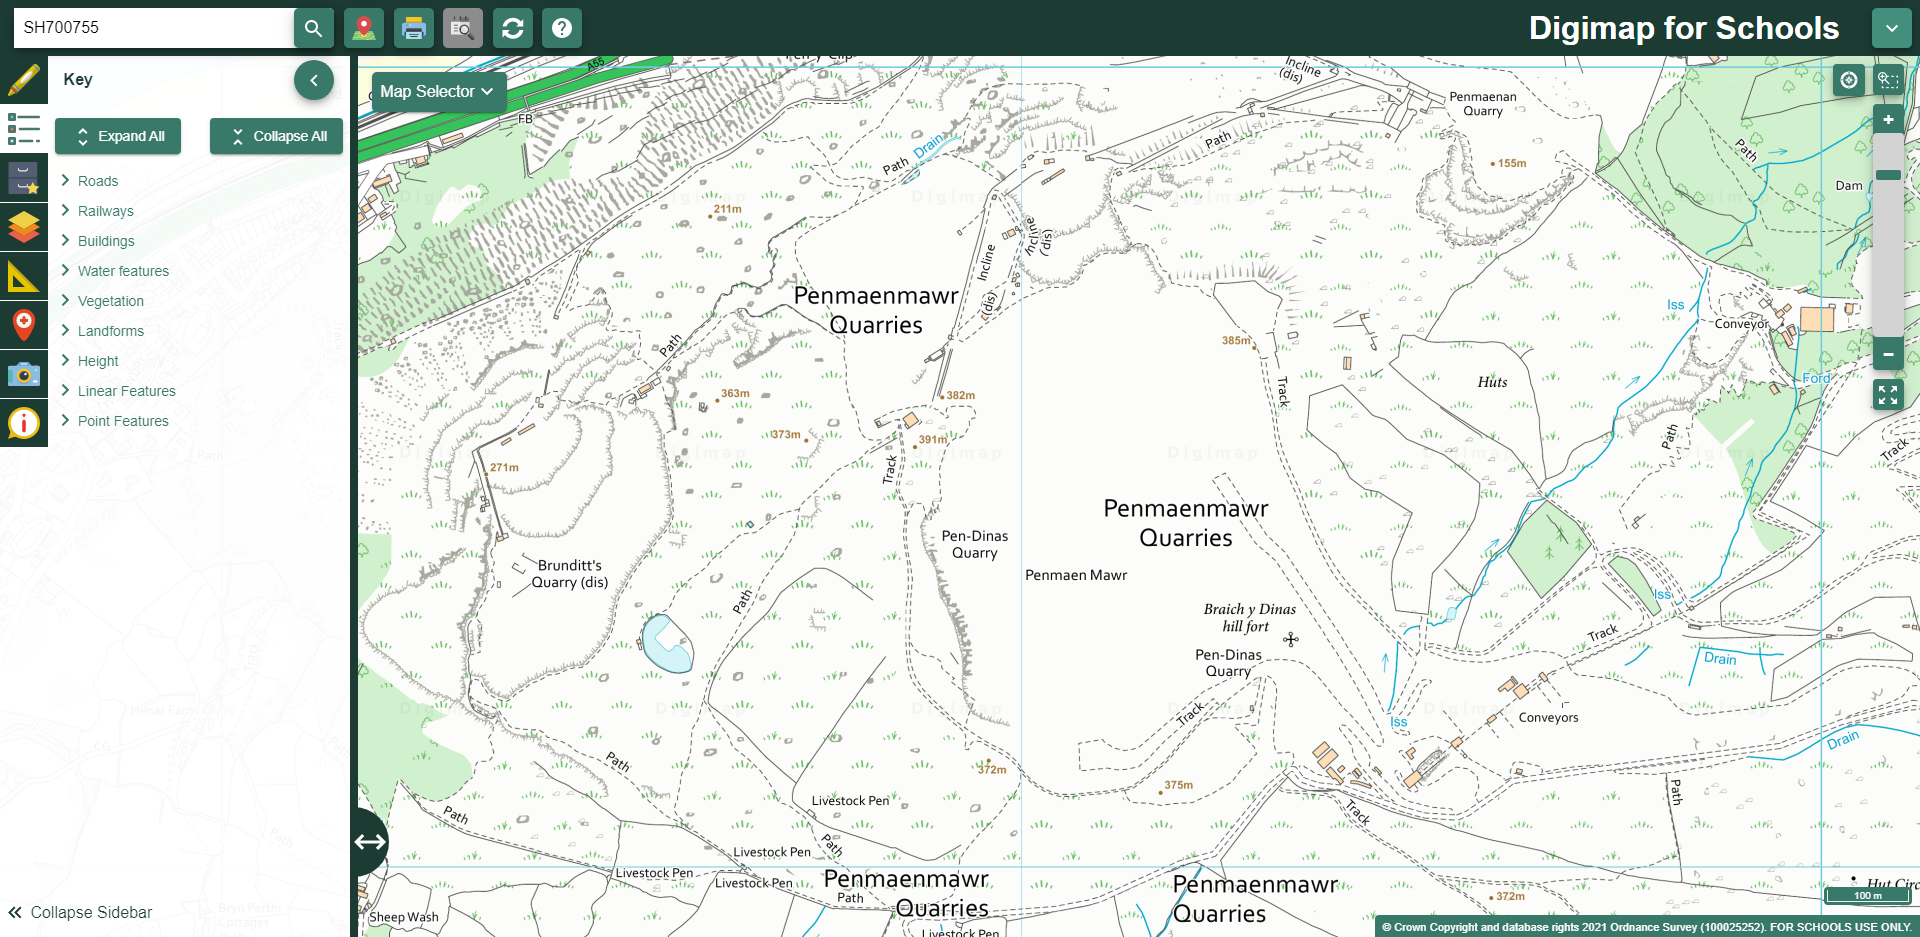 SH700755
Digimap for Schools
Key
Expand All
Collapse All
Roads
Railways
Buildings
Water features
Vegetation
Landforms
Height
Linear Features
Point Features
Collapse Sidebar
Map Selector
A55
FB
Incline
(dis)
Penmaenan
Quarry
Path
Drain
Path
155m
Path
Dam
211m
Incline
(dis)
Incline
(dis)
Penmaenmawr
Quarries
Iss
Conveyor
Path
385m
Ford
Huts
Track
363m
382m
373m
391m
Path
Track
Track
271m
Penmaenmawr
Quarries
Pen-Dinas
Quarry
Brunditt's
Quarry (dis)
Penmaen Mawr
Path
Iss
Braich y Dinas
hill fort
Track
Pen-Dinas
Quarry
Drain
Track
Iss
Conveyors
Drain
Path
372m
375m
Path
Livestock Pen
Path
Track
Path
Livestock Pen
Livestock Pen
Livestock Pen
Penmaenmawr
Path
Quarries
Penmaenmawr
Quarries
372m
Hut Circ
Sheep Wash
Livestock Pen
100 m
© Crown Copyright and database rights 2021 Ordnance Survey (100025252). FOR SCHOOLS USE ONLY.
Digimap